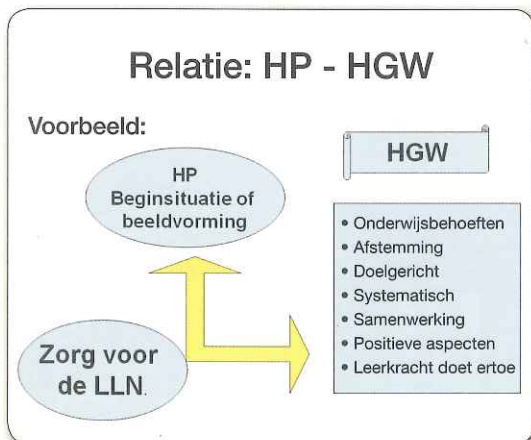 Relatie: HP - HGW
Voorbeeld:
HP
Beginsituatie of
beeldvorming
HGW
• Onderwijsbehoeften
• Afstemming
• Doelgericht
• Systematisch
• Samenwerking
• Positieve aspecten
• Leerkracht doet ertoe
Zorg voor
de LLN.